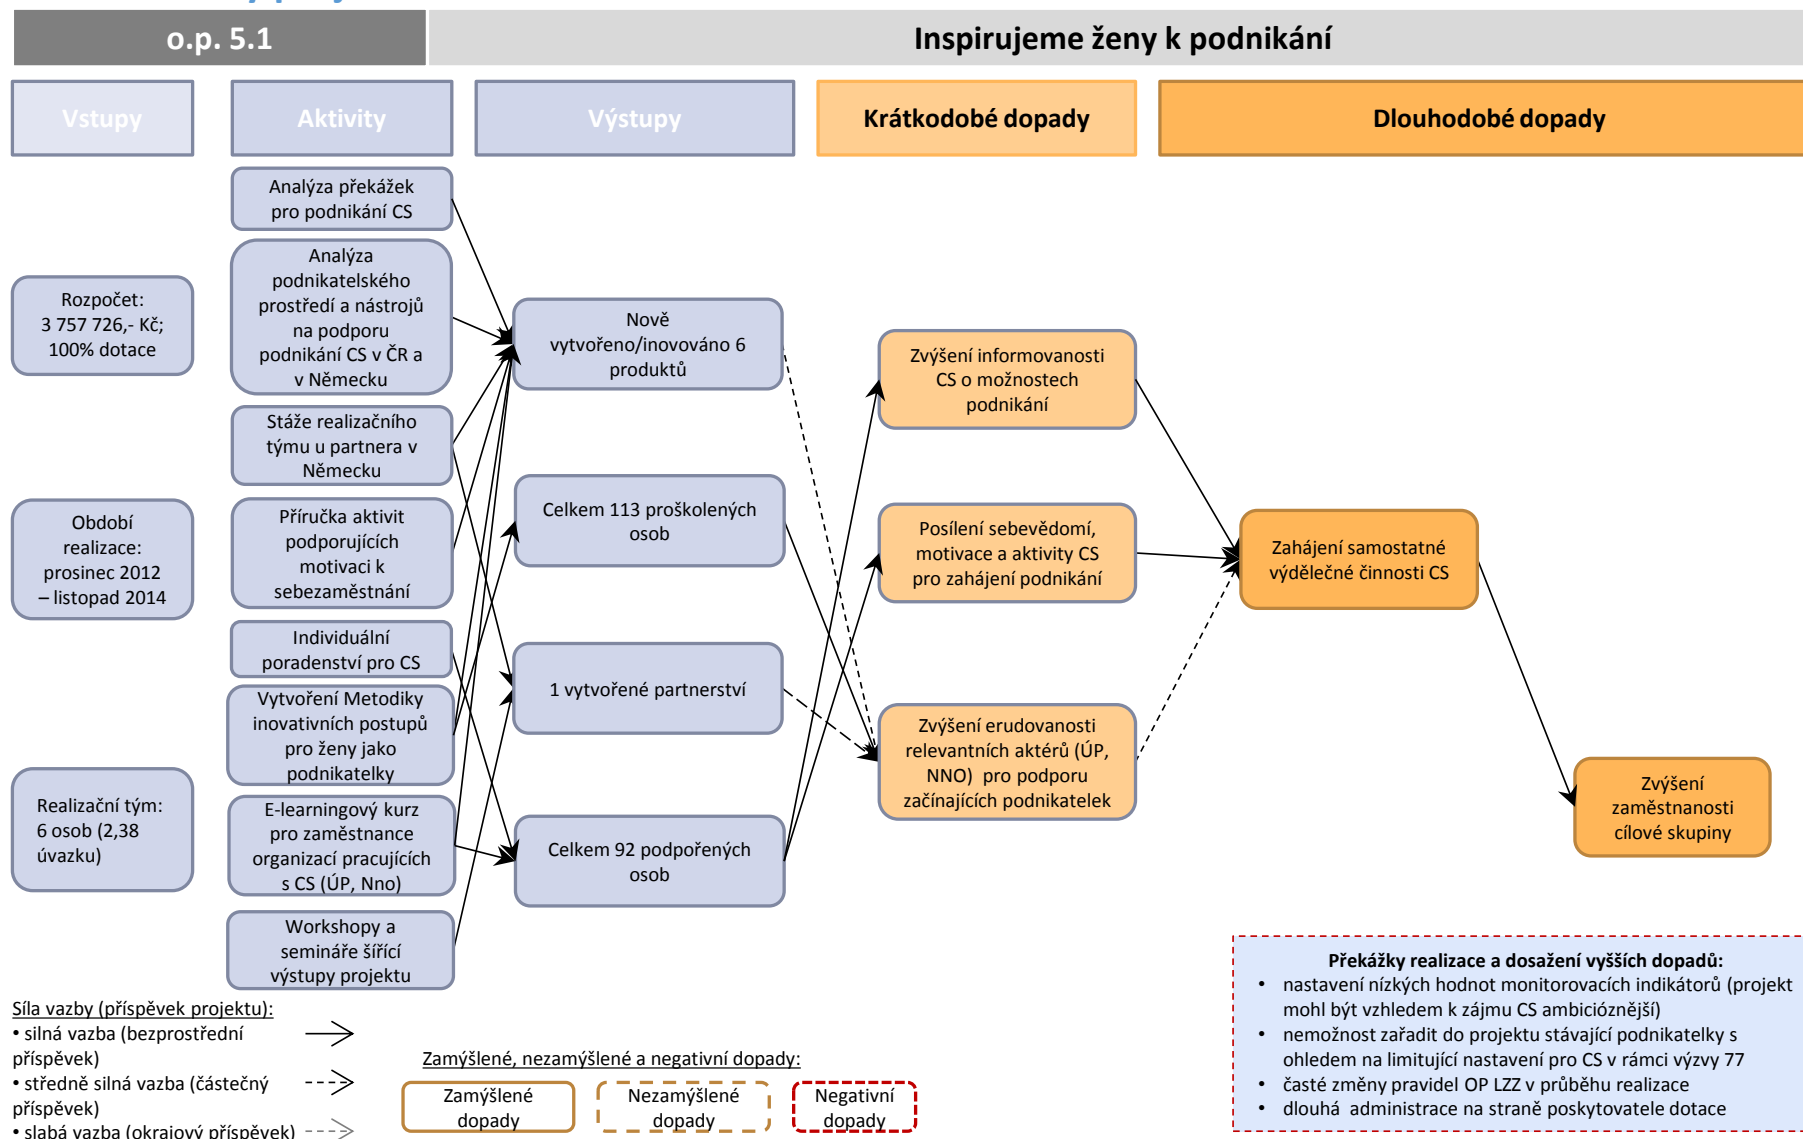 o.p. 5.1
Inspirujeme ženy k podnikání
Vstupy
Aktivity
Výstupy
Krátkodobé dopady
Dlouhodobé dopady
Rozpočet:
3 757 726,- Kč;
100% dotace
Období
realizace:
prosinec 2012
– listopad 2014
Realizační tým:
6 osob (2,38
úvazku)
Analýza překážek
pro podnikání CS
Analýza
podnikatelského
prostředí a nástrojů
na podporu
podnikání CS v ČR a
v Německu
Stáže realizačního
týmu u partnera v
Německu
Příručka aktivit
podporujících
motivaci k
sebezaměstnání
Individuální
poradenství pro CS
Vytvoření Metodiky
inovativních postupů
pro ženy jako
podnikatelky
E-learningový kurz
pro zaměstnance
organizací pracujících
s CS (ÚP, Nno)
Workshopy a
semináře šířící
výstupy projektu
Nově
vytvořeno/inovováno 6
produktů
Celkem 113 proškolených
osob
1 vytvořené partnerství
Celkem 92 podpořených
osob
Zvýšení informovanosti
CS o možnostech
podnikání
Posílení sebevědomí,
motivace a aktivity CS
pro zahájení podnikání
Zvýšení erudovanosti
relevantních aktérů (ÚP,
NNO) pro podporu
začínajících podnikatelek
Zahájení samostatné
výdělečné činnosti CS
Zvýšení
zaměstnanosti
cílové skupiny
Síla vazby (příspěvek projektu):
• silná vazba (bezprostřední
příspěvek)
• středně silná vazba (částečný
příspěvek)
• slabá vazba (okrajový příspěvek)
Zamýšlené, nezamýšlené a negativní dopady:
Zamýšlené
dopady
Nezamýšlené
dopady
Negativní
dopady
Překážky realizace a dosažení vyšších dopadů:
• nastavení nízkých hodnot monitorovacích indikátorů (projekt
mohl být vzhledem k zájmu CS ambicióznější)
• nemožnost zařadit do projektu stávající podnikatelky s
ohledem na limitující nastavení pro CS v rámci výzvy 77
• časté změny pravidel OP LZZ v průběhu realizace
• dlouhá administrace na straně poskytovatele dotace